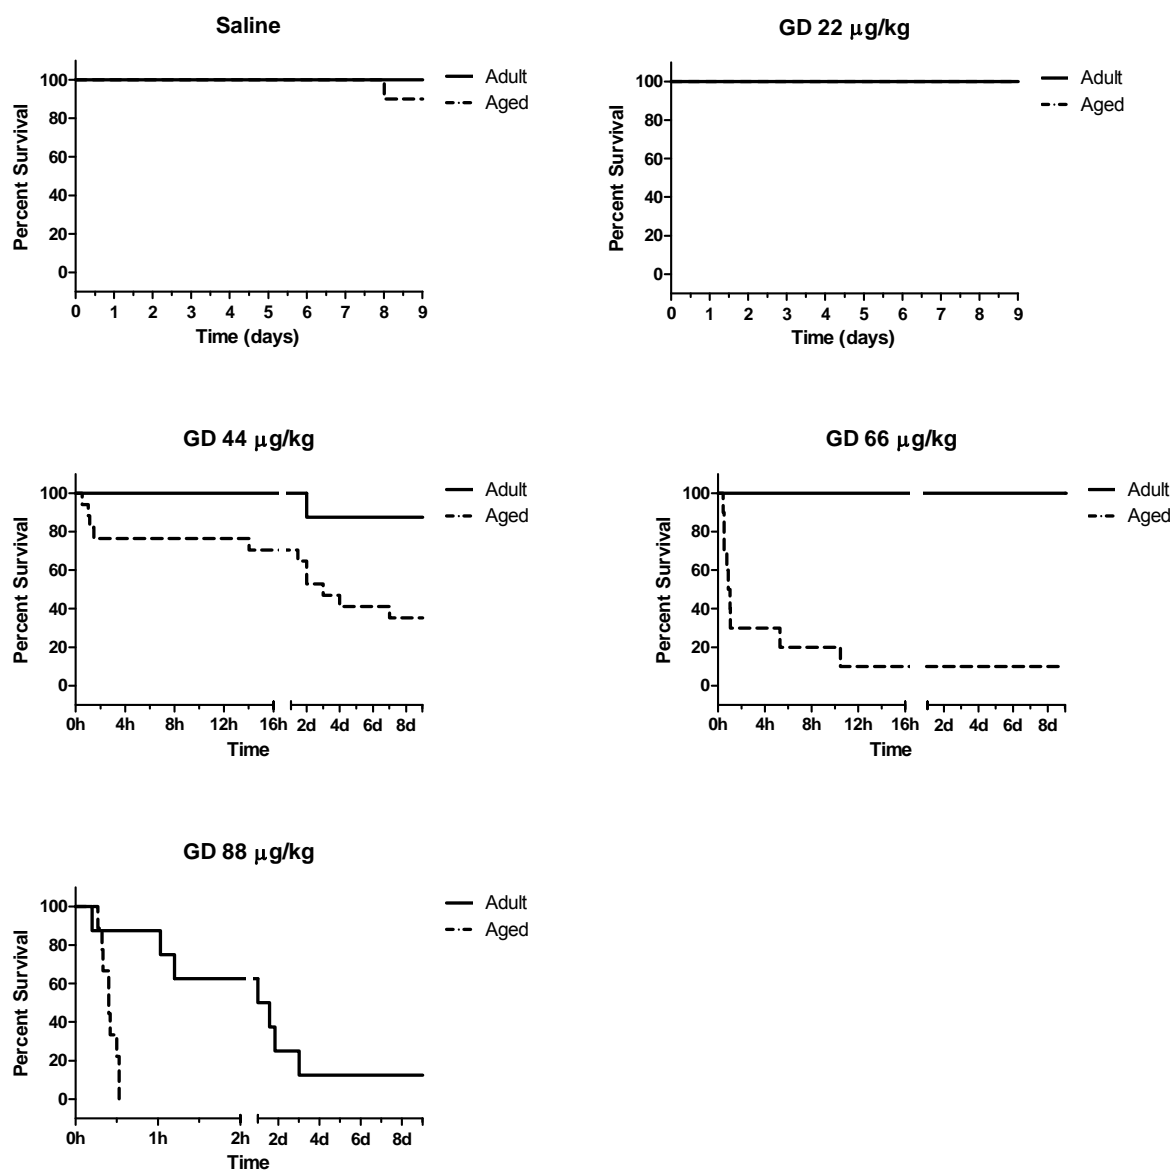 Saline
100
80
60
40
20
0
Percent Survival
0 1 2 3 4 5 6 7 8 9
Time (days)
Adult
Aged
GD 22 μg/kg
100
80
60
40
20
0
Percent Survival
0 1 2 3 4 5 6 7 8 9
Time (days)
Adult
Aged
GD 44 μg/kg
100
80
60
40
20
0
Percent Survival
0h 4h 8h 12h 16h 2d 4d 6d 8d
Time
Adult
Aged
GD 66 μg/kg
100
80
60
40
20
0
Percent Survival
0h 4h 8h 12h 16h 2d 4d 6d 8d
Time
Adult
Aged
GD 88 μg/kg
100
80
60
40
20
0
Percent Survival
0h 1h 2h 2d 4d 6d 8d
Time
Adult
Aged